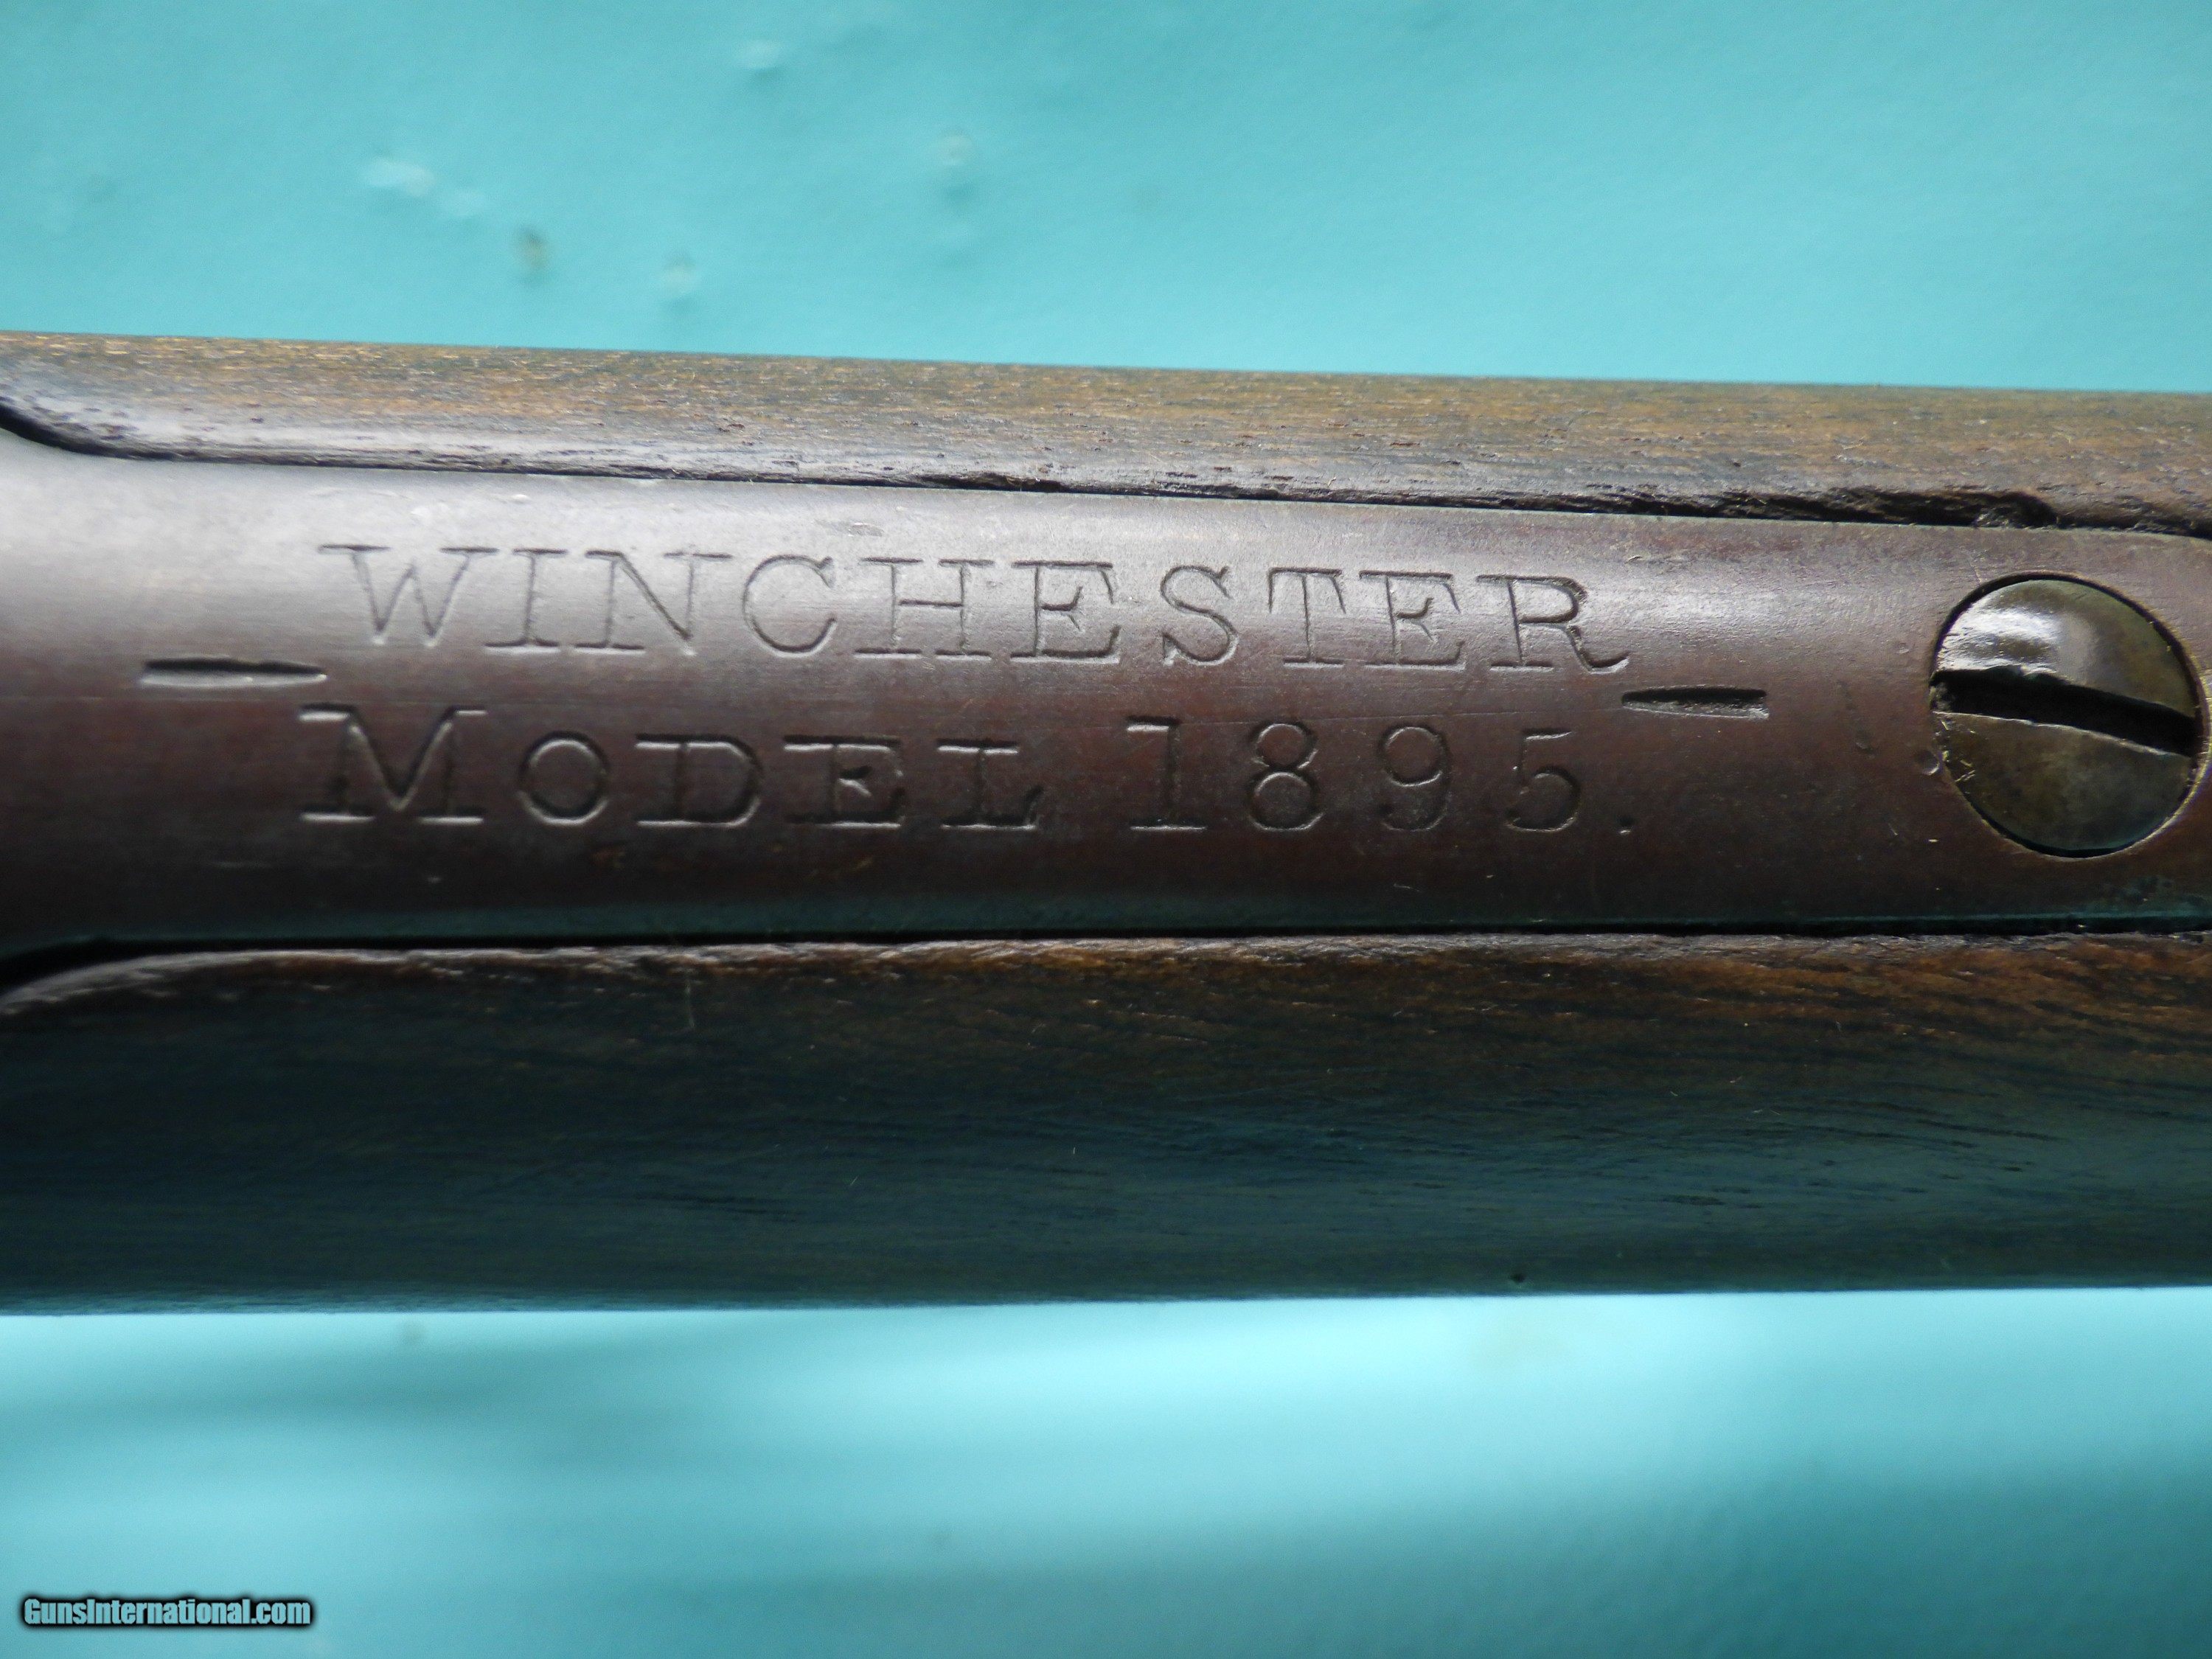 WINCHESTER
- MODEL 1895. -
GunsInternational.com